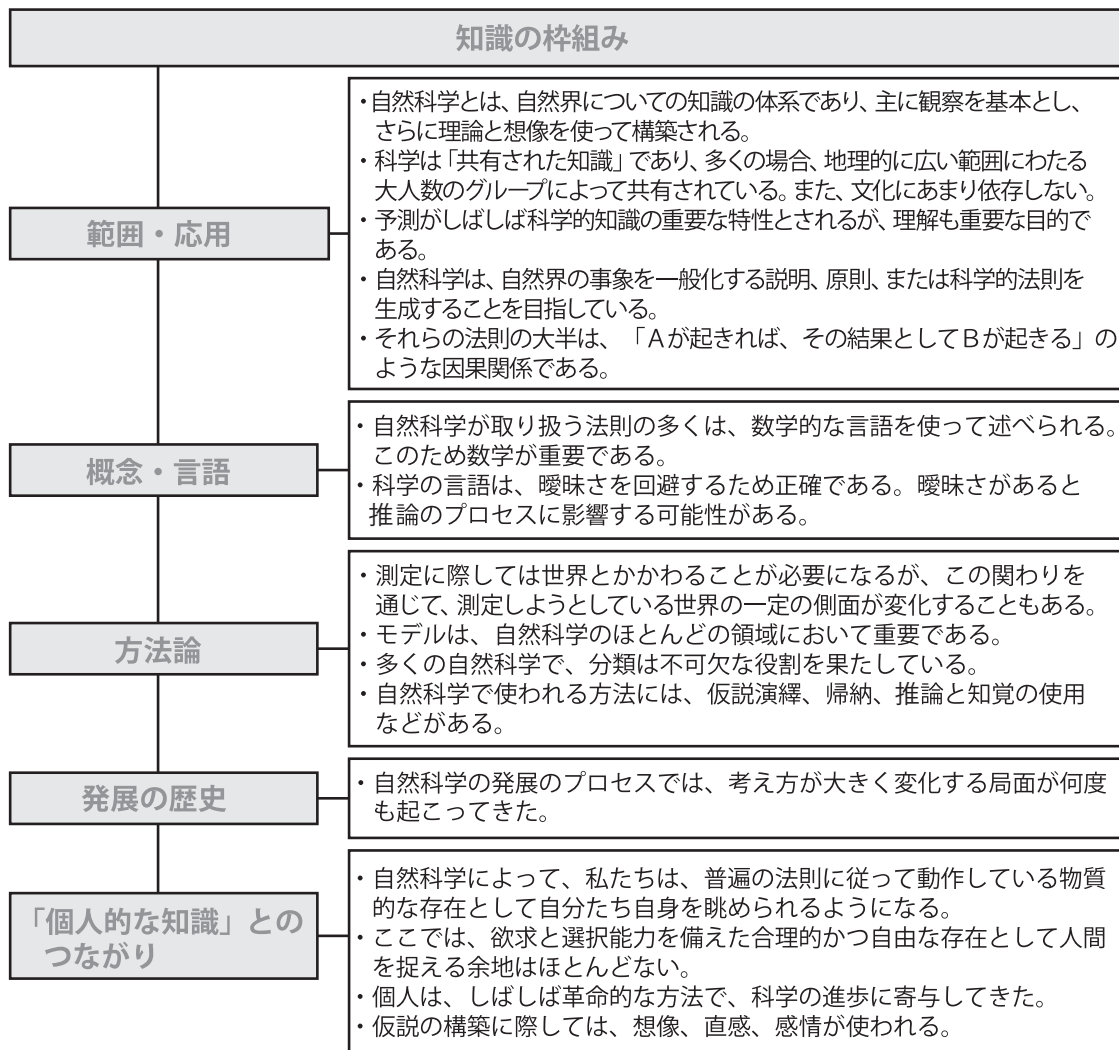 知識の枠組み
範囲・応用
・自然科学とは、自然界についての知識の体系であり、主に観察を基本とし、
さらに理論と想像を使って構築される。
・科学は「共有された知識」であり、多くの場合、地理的に広い範囲にわたる
大人数のグループによって共有されている。また、文化にあまり依存しない。
・予測がしばしば科学的知識の重要な特性とされるが、理解も重要な目的で
ある。
・自然科学は、自然界の事象を一般化する説明、原則、または科学的法則を
生成することを目指している。
・それらの法則の大半は、「Aが起きれば、その結果としてBが起きる」の
ような因果関係である。
概念・言語
・自然科学が取り扱う法則の多くは、数学的な言語を使って述べられる。
このため数学が重要である。
・科学の言語は、曖昧さを回避するため正確である。曖昧さがあると
推論のプロセスに影響する可能性がある。
方法論
・測定に際しては世界とかかわることが必要になるが、この関わりを
通じて、測定しようとしている世界の一定の側面が変化することもある。
・モデルは、自然科学のほとんどの領域において重要である。
・多くの自然科学で、分類は不可欠な役割を果たしている。
・自然科学で使われる方法には、仮説演繹、帰納、推論と知覚の使用
などがある。
発展の歴史
・自然科学の発展のプロセスでは、考え方が大きく変化する局面が何度
も起こってきた。
「個人的な知識」との
つながり
・自然科学によって、私たちは、普遍の法則に従って動作している物質
的な存在として自分たち自身を眺められるようになる。
・ここでは、欲求と選択能力を備えた合理的かつ自由な存在として人間
を捉える余地はほとんどない。
・個人は、しばしば革命的な方法で、科学の進歩に寄与してきた。
・仮説の構築に際しては、想像、直感、感情が使われる。